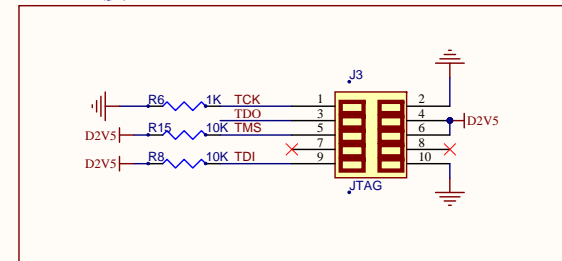 J3
R6 1K TCK 1 2
TDO 3 4 D2V5
D2V5 R15 10K TMS 5 6
7 8
D2V5 R8 10K TDI 9 10
JTAG